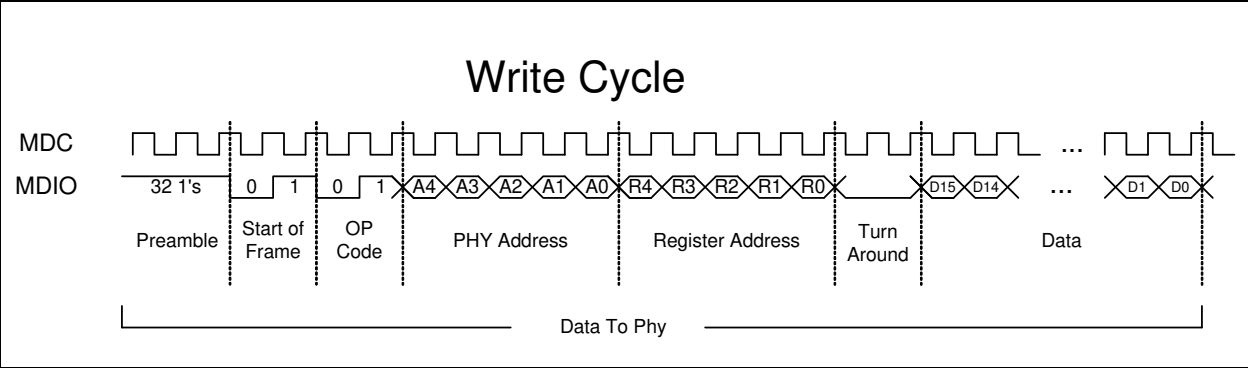 Write Cycle
MDC
...
MDIO
32 1's
0
1
0
1
A4
A3
A2
A1
A0
R4
R3
R2
R1
R0
D15
D14
...
D1
D0
Preamble
Start of
Frame
OP
Code
PHY Address
Register Address
Turn
Around
Data
Data To Phy